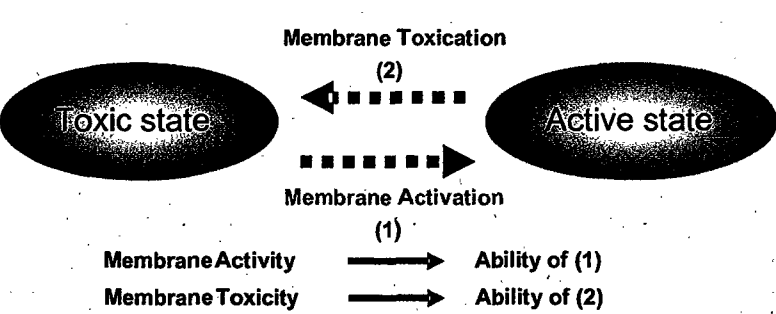 Membrane Toxication
(2)
Toxic state
Active state
Membrane Activation
(1)
Membrane Activity Ability of (1)
Membrane Toxicity Ability of (2)